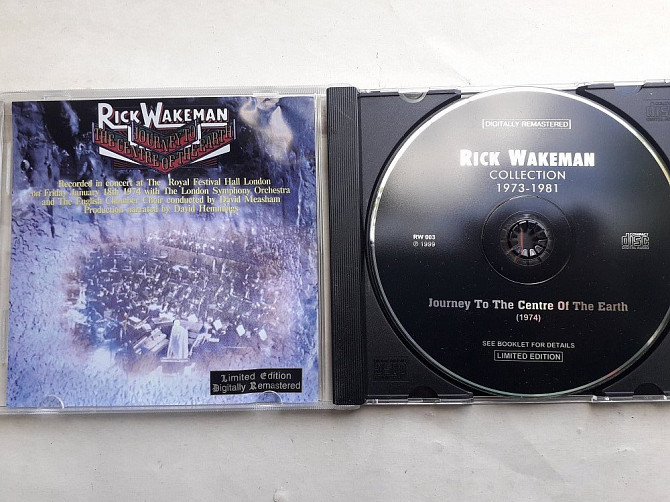 RICK WAKEMAN
JOURNEY TO
THE CENTRE OF THE EARTH
Recorded in concert at The Royal Festival Hall London
on Friday January 18th 1974 with The London Symphony Orchestra
and The English Chamber Choir conducted by David Measham
Production narrated by David Hemmings
Limited Edition
Digitally Remastered
DIGITALLY REMASTERED
RICK WAKEMAN
COLLECTION
1973-1981
RW 003
℗ 1999
Journey To The Centre Of The Earth
(1974)
SEE BOOKLET FOR DETAILS
LIMITED EDITION